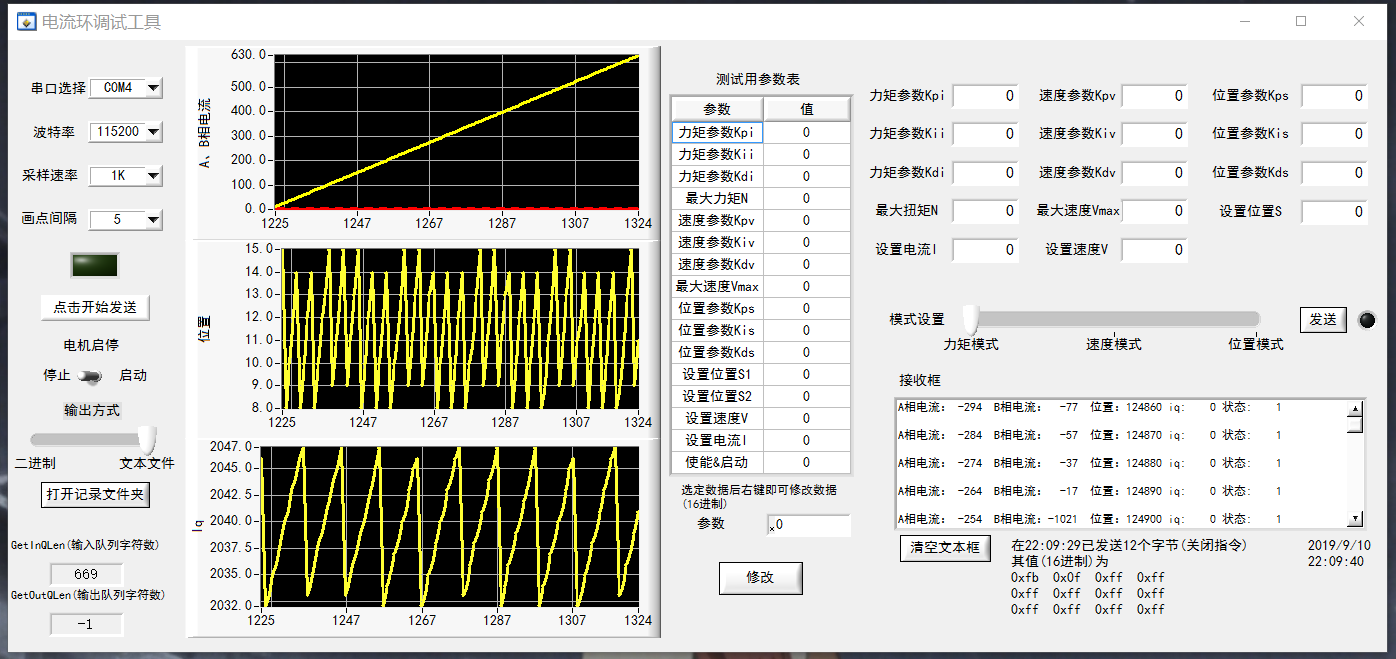 电流环调试工具
串口选择 COM4
波特率 115200
采样速率 1K
画点间隔 5
点击开始发送
电机启停
停止 启动
输出方式
二进制 文本文件
打开记录文件夹
GetInQLen(输入队列字符数)
669
GetOutQLen(输出队列字符数)
-1
A、B相电流
630.0
500.0
400.0
300.0
200.0
100.0
0.0
1225 1247 1267 1287 1307 1324
位置
15.0
14.0
13.0
12.0
11.0
10.0
9.0
8.0
1225 1247 1267 1287 1307 1324
Iq
2047.0
2045.0
2042.5
2040.0
2037.5
2035.0
2032.0
1225 1247 1267 1287 1307 1324
测试用参数表
参数 值
力矩参数Kpi 0
力矩参数Kii 0
力矩参数Kdi 0
最大力矩N 0
速度参数Kpv 0
速度参数Kiv 0
速度参数Kdv 0
最大速度Vmax 0
位置参数Kps 0
位置参数Kis 0
位置参数Kds 0
设置位置S1 0
设置位置S2 0
设置速度V 0
设置电流I 0
使能&启动 0
选定数据后右键即可修改数据
(16进制)
参数 x0
修改
力矩参数Kpi 0 速度参数Kpv 0 位置参数Kps 0
力矩参数Kii 0 速度参数Kiv 0 位置参数Kis 0
力矩参数Kdi 0 速度参数Kdv 0 位置参数Kds 0
最大扭矩N 0 最大速度Vmax 0 设置位置S 0
设置电流I 0 设置速度V 0
模式设置 发送
力矩模式 速度模式 位置模式
接收框
A相电流: -294 B相电流: -77 位置: 124860 iq: 0 状态: 1
A相电流: -284 B相电流: -57 位置: 124870 iq: 0 状态: 1
A相电流: -274 B相电流: -37 位置: 124880 iq: 0 状态: 1
A相电流: -264 B相电流: -17 位置: 124890 iq: 0 状态: 1
A相电流: -254 B相电流:-1021 位置: 124900 iq: 0 状态: 1
清空文本框
在22:09:29已发送12个字节(关闭指令)
其值(16进制)为
0xfb 0x0f 0xff 0xff
0xff 0xff 0xff 0xff
0xff 0xff 0xff 0xff
2019/9/10
22:09:40